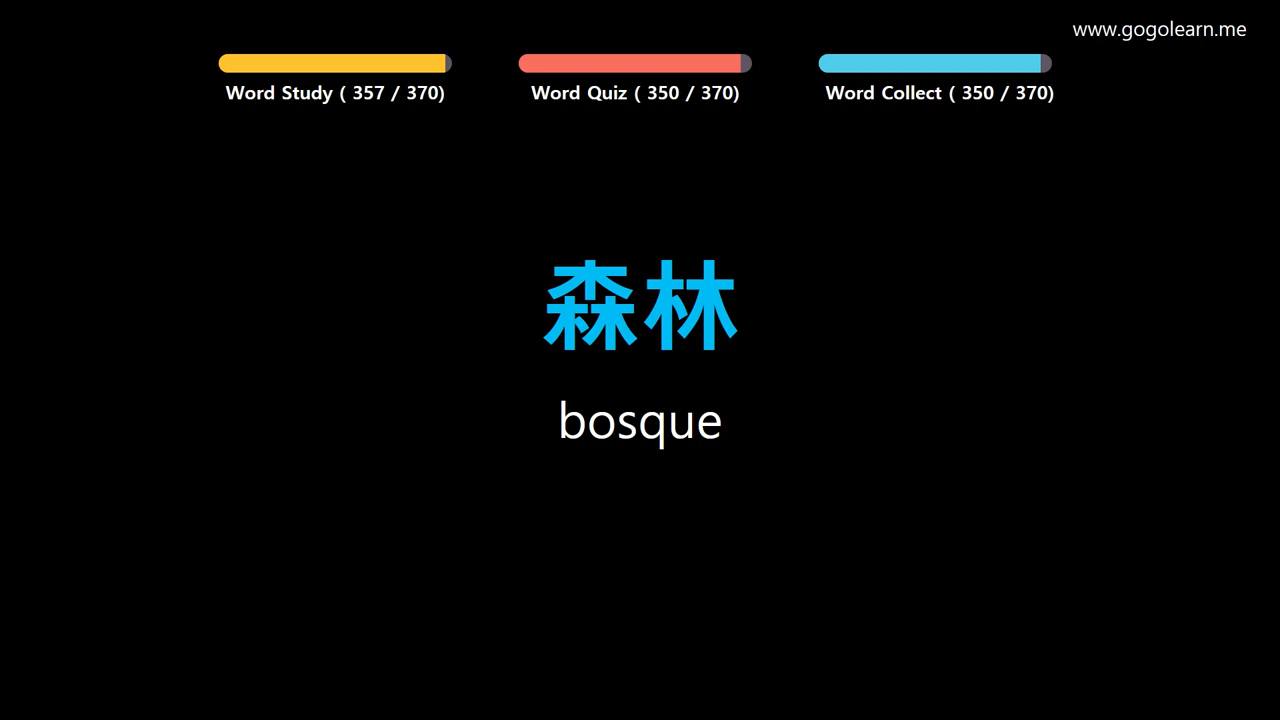 www.gogolearn.me
Word Study ( 357 / 370)
Word Quiz ( 350 / 370)
Word Collect ( 350 / 370)
森林
bosque